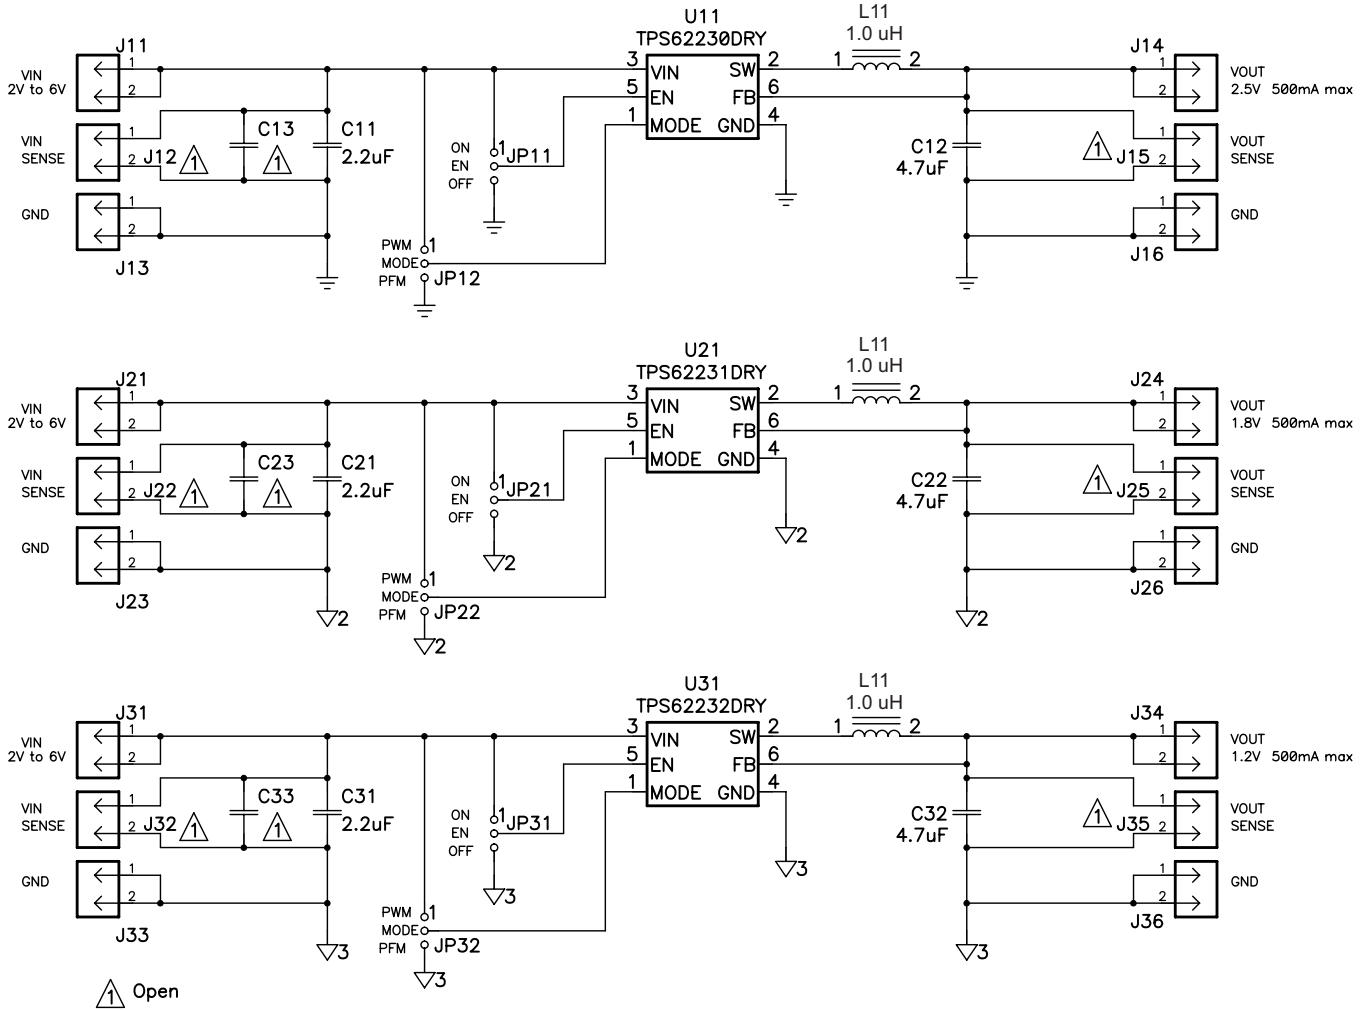 U11
TPS62230DRY
L11
1.0 uH
J11
VIN
2V to 6V
1
2
3 VIN SW 2
5 EN FB 6
1 MODE GND 4
1 2
J14
1
2
VOUT
2.5V 500mA max
VIN
SENSE
1
2
J12 1
C13
1
C11
2.2uF
ON
EN
OFF
1
JP11
C12
4.7uF
1
J15
1
2
VOUT
SENSE
GND
1
2
J13
PWM
MODE
PFM
1
JP12
1
2
J16
GND
U21
TPS62231DRY
L11
1.0 uH
J21
VIN
2V to 6V
1
2
3 VIN SW 2
5 EN FB 6
1 MODE GND 4
1 2
J24
1
2
VOUT
1.8V 500mA max
VIN
SENSE
1
2
J22 1
C23
1
C21
2.2uF
ON
EN
OFF
1
JP21
2
2
C22
4.7uF
1
J25
1
2
VOUT
SENSE
GND
1
2
J23
2
PWM
MODE
PFM
1
JP22
2
2
1
2
J26
GND
U31
TPS62232DRY
L11
1.0 uH
J31
VIN
2V to 6V
1
2
3 VIN SW 2
5 EN FB 6
1 MODE GND 4
1 2
J34
1
2
VOUT
1.2V 500mA max
VIN
SENSE
1
2
J32 1
C33
1
C31
2.2uF
ON
EN
OFF
1
JP31
3
3
C32
4.7uF
1
J35
1
2
VOUT
SENSE
GND
1
2
J33
3
PWM
MODE
PFM
1
JP32
3
3
1
2
J36
GND
1 Open